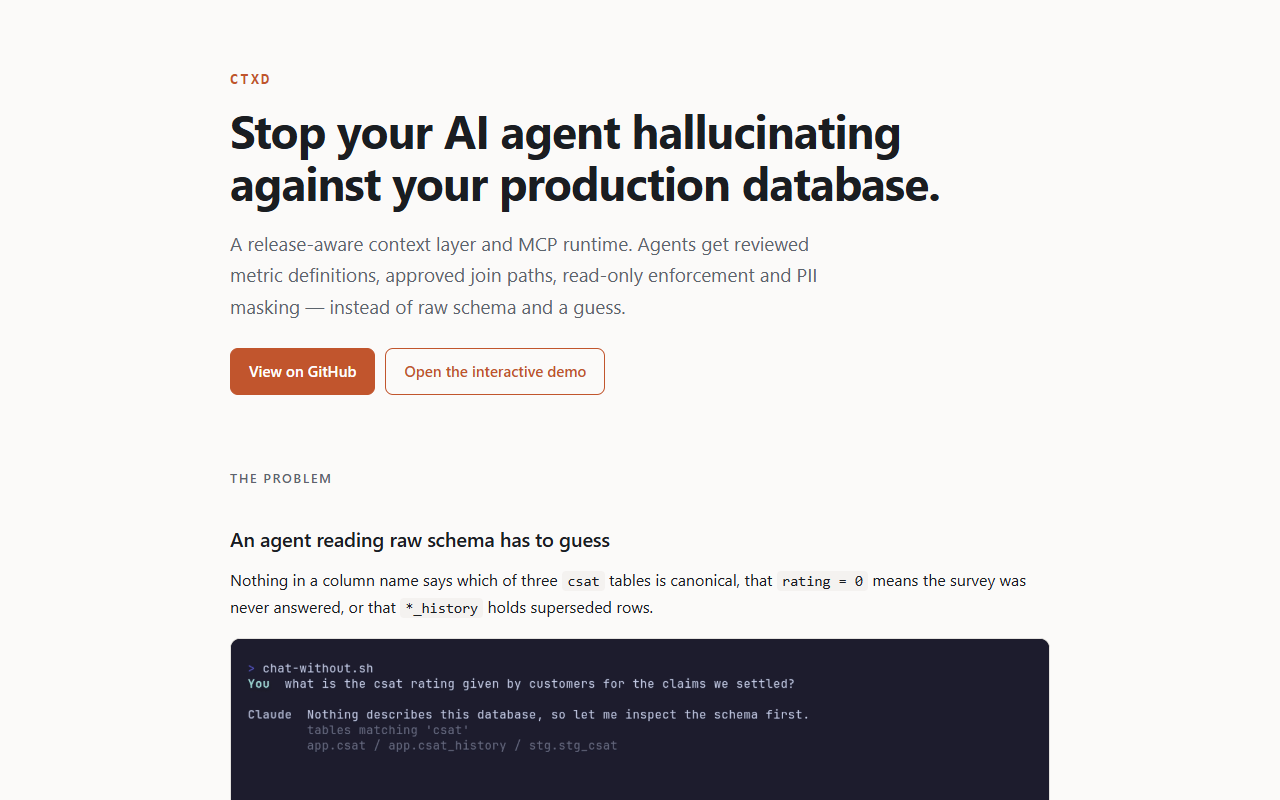 CTXD
Stop your AI agent hallucinating
against your production database.
A release-aware context layer and MCP runtime. Agents get reviewed
metric definitions, approved join paths, read-only enforcement and PII
masking — instead of raw schema and a guess.
View on GitHub
Open the interactive demo
THE PROBLEM
An agent reading raw schema has to guess
Nothing in a column name says which of three csat tables is canonical, that rating = 0 means the survey was
never answered, or that *_history holds superseded rows.
> chat-without.sh
You what is the csat rating given by customers for the claims we settled?
Claude Nothing describes this database, so let me inspect the schema first.
tables matching 'csat'
app.csat / app.csat_history / stg.stg_csat